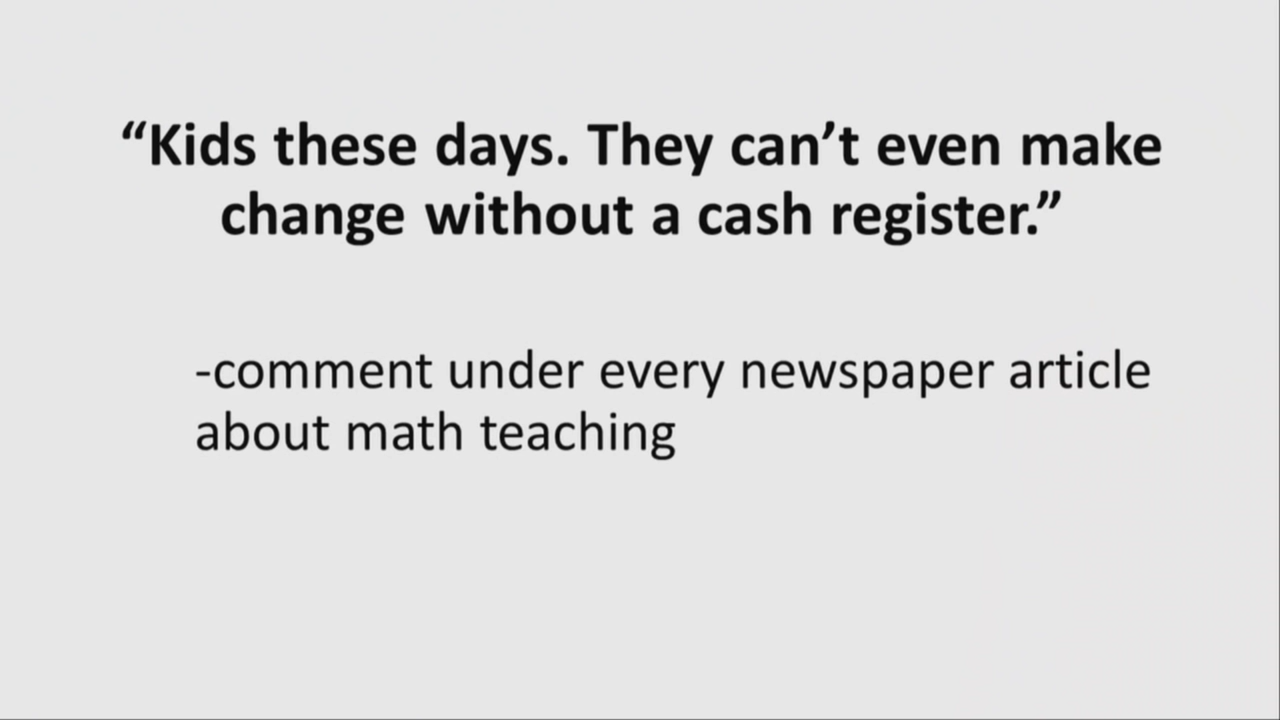 “Kids these days. They can’t even make
change without a cash register.”
-comment under every newspaper article
about math teaching